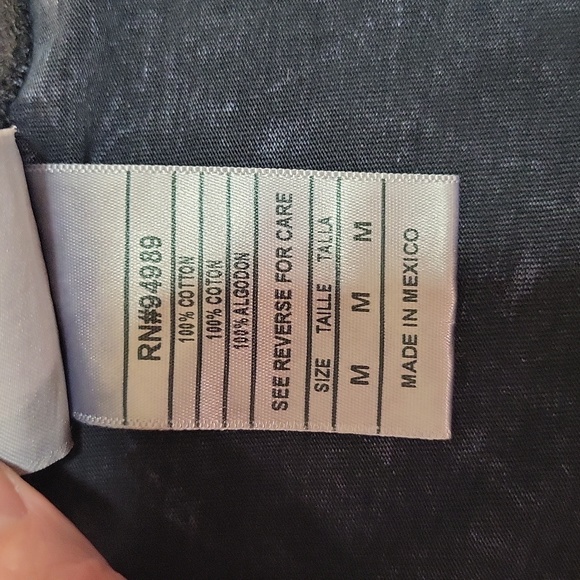 RN#94989
100% COTTON
100% COTON
100% ALGODON
SEE REVERSE FOR CARE
SIZE TAILLE TALLA
M M M
MADE IN MEXICO